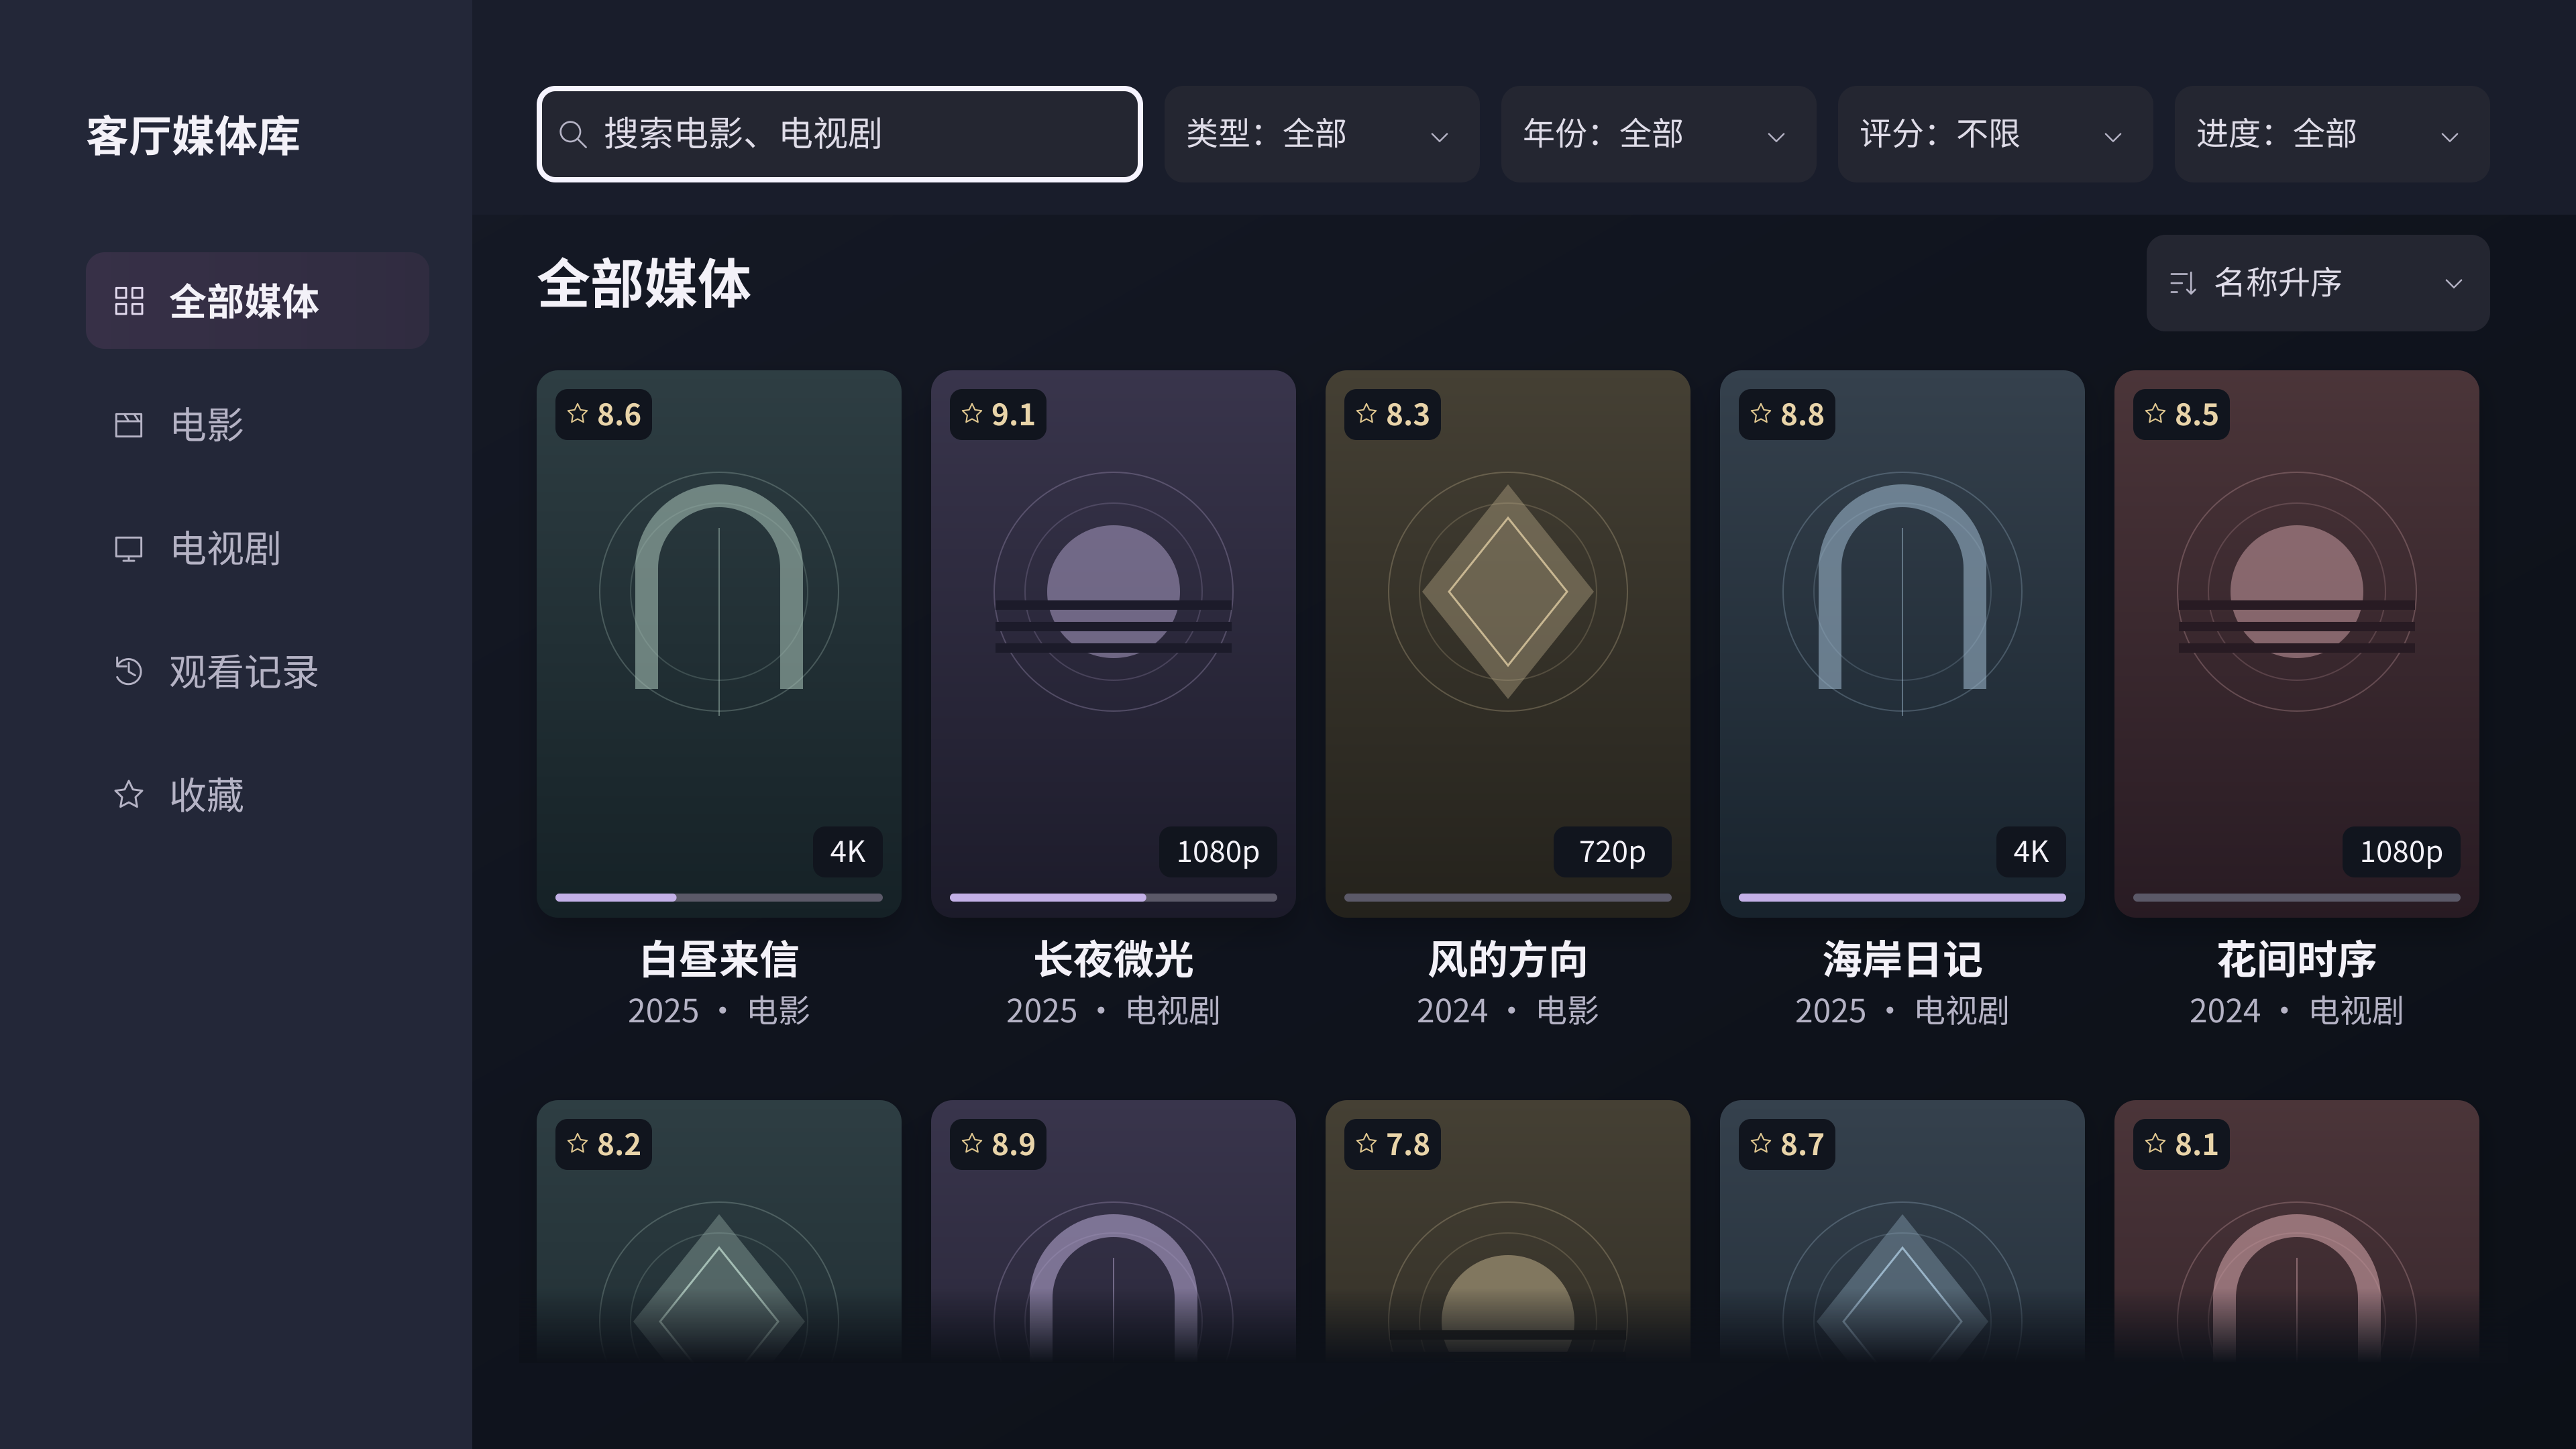 客厅媒体库
全部媒体
电影
电视剧
观看记录
收藏
搜索电影、电视剧
类型：全部
年份：全部
评分：不限
进度：全部
全部媒体
名称升序
8.6
4K
白昼来信
2025 • 电影
9.1
1080p
长夜微光
2025 • 电视剧
8.3
720p
风的方向
2024 • 电影
8.8
4K
海岸日记
2025 • 电视剧
8.5
1080p
花间时序
2024 • 电视剧
8.2
8.9
7.8
8.7
8.1